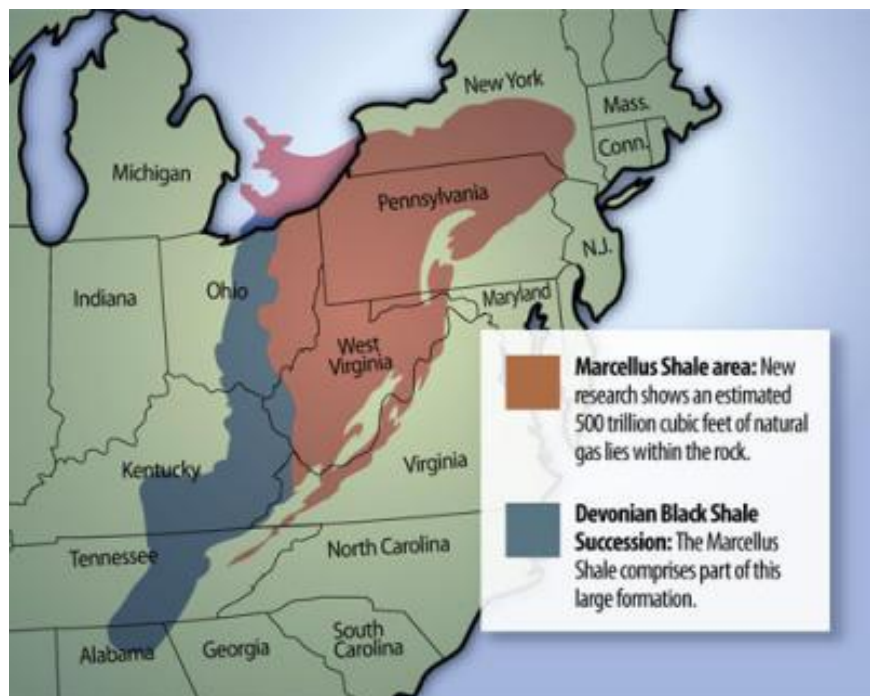 New York
Mass.
Conn.
Michigan
Pennsylvania
N.J.
Indiana
Ohio
Maryland
West
Virginia
Kentucky
Virginia
Tennessee
North Carolina
Alabama
Georgia
South
Carolina
Marcellus Shale area: New
research shows an estimated
500 trillion cubic feet of natural
gas lies within the rock.
Devonian Black Shale
Succession: The Marcellus
Shale comprises part of this
large formation.